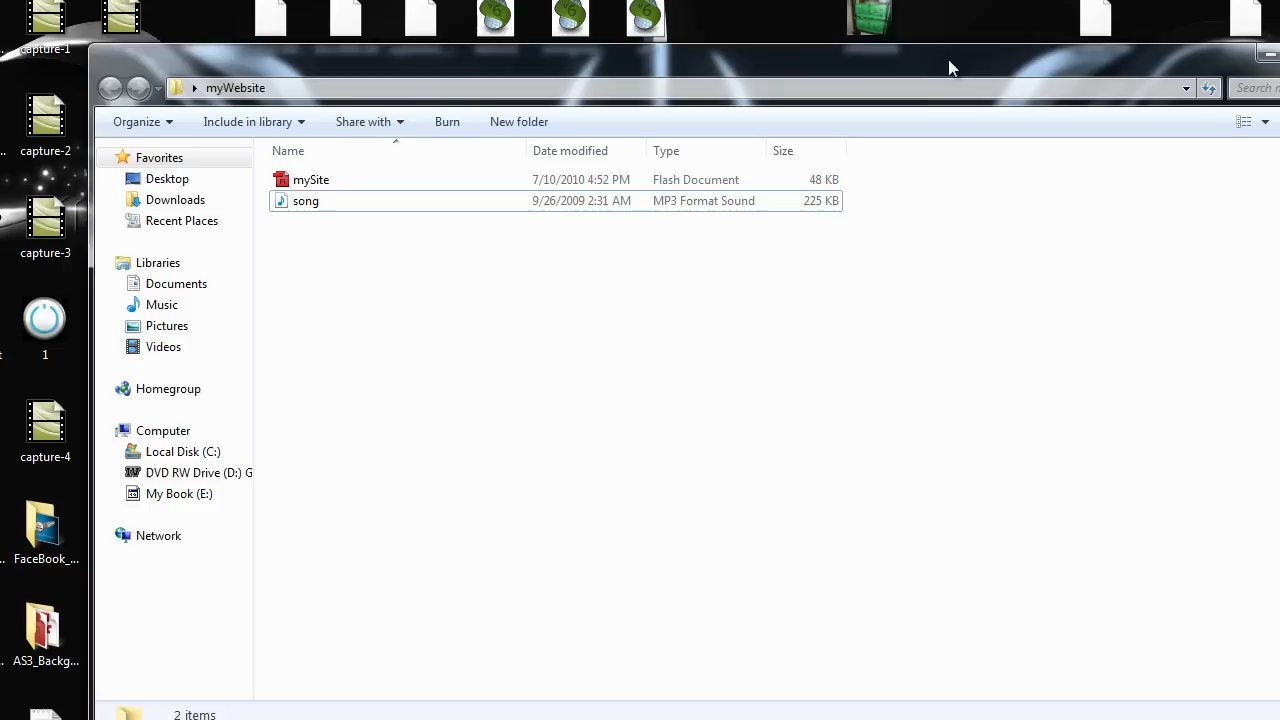 V6 V6 V6
capture-1
myWebsite
Search
Organize Include in library Share with Burn New folder
capture-2
Favorites
Desktop
Downloads
Recent Places
Name Date modified Type Size
mySite 7/10/2010 4:52 PM Flash Document 48 KB
song 9/26/2009 2:31 AM MP3 Format Sound 225 KB
capture-3
Libraries
Documents
Music
Pictures
Videos
1
Homegroup
Computer
Local Disk (C:)
DVD RW Drive (D:) G
My Book (E:)
capture-4
Network
FaceBook_...
AS3_Backg...
2 items